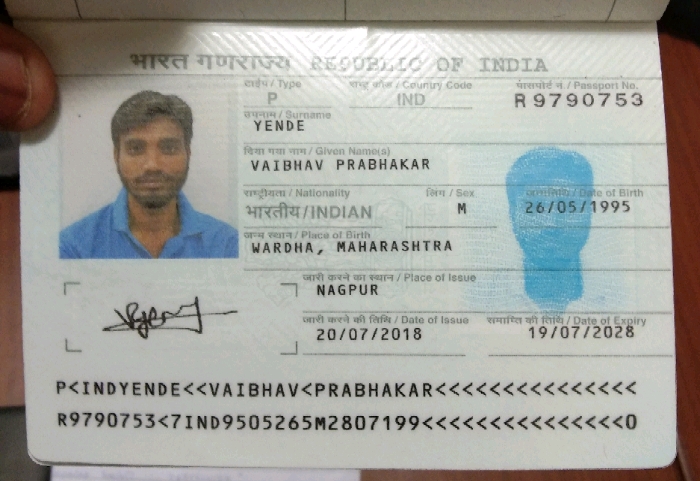 भारत गणराज्य REPUBLIC OF INDIA
टाईप / Type राष्ट्र कोड / Country Code पासपोर्ट नं. / Passport No.
P IND R 9790753
उपनाम / Surname
YENDE
दिया गया नाम / Given Name(s)
VAIBHAV PRABHAKAR
राष्ट्रीयता / Nationality लिंग / Sex जन्मतिथि / Date of Birth
भारतीय/INDIAN M 26/05/1995
जन्म स्थान / Place of Birth
WARDHA, MAHARASHTRA
जारी करने का स्थान / Place of Issue
NAGPUR
जारी करने की तिथि / Date of Issue समाप्ति की तिथि / Date of Expiry
20/07/2018 19/07/2028
P<INDYENDE<<VAIBHAV<PRABHAKAR<<<<<<<<<<<<<<<
R9790753<7IND9505265M2807199<<<<<<<<<<<<<<<0